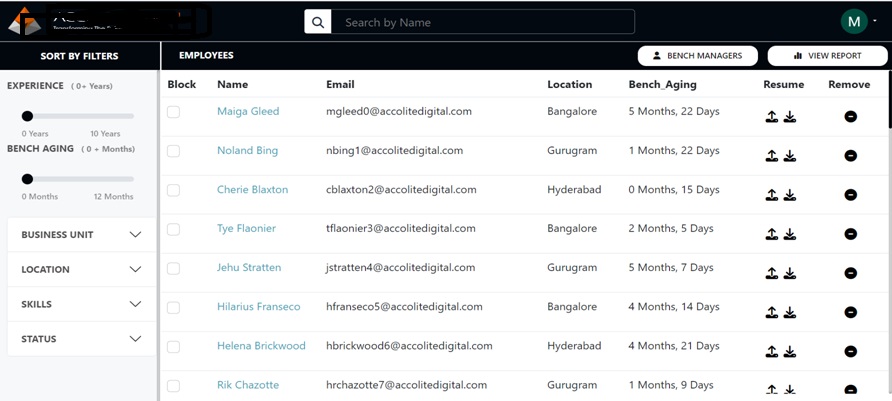 Search by Name
M
SORT BY FILTERS
EMPLOYEES
BENCH MANAGERS
VIEW REPORT
EXPERIENCE ( 0+ Years)
0 Years 10 Years
BENCH AGING ( 0 + Months)
0 Months 12 Months
BUSINESS UNIT
LOCATION
SKILLS
STATUS
Block Name Email Location Bench_Aging Resume Remove
Maiga Gleed mgleed0@accolitedigital.com Bangalore 5 Months, 22 Days
Noland Bing nbing1@accolitedigital.com Gurugram 1 Months, 22 Days
Cherie Blaxton cblaxton2@accolitedigital.com Hyderabad 0 Months, 15 Days
Tye Flaonier tflaonier3@accolitedigital.com Bangalore 2 Months, 5 Days
Jehu Stratten jstratten4@accolitedigital.com Gurugram 5 Months, 7 Days
Hilarius Franseco hfranseco5@accolitedigital.com Bangalore 4 Months, 14 Days
Helena Brickwood hbrickwood6@accolitedigital.com Hyderabad 4 Months, 21 Days
Rik Chazotte hrchazotte7@accolitedigital.com Gurugram 1 Months, 9 Days